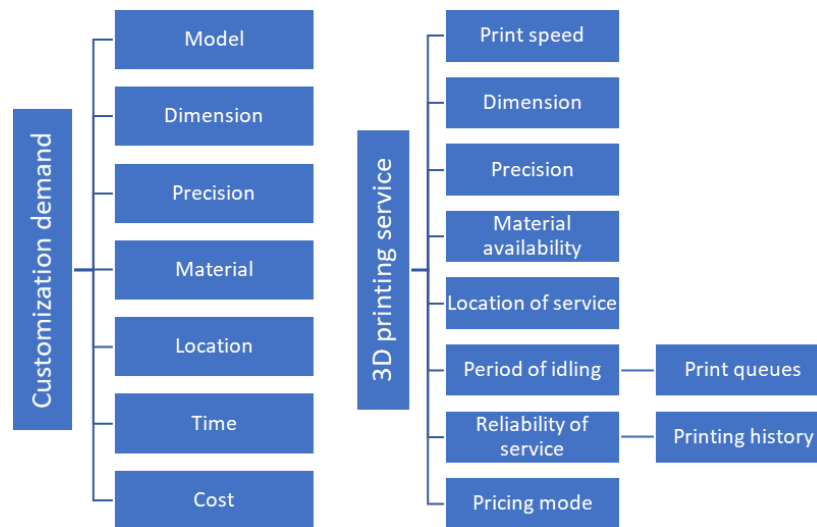 Customization demand
Model
Dimension
Precision
Material
Location
Time
Cost
3D printing service
Print speed
Dimension
Precision
Material
availability
Location of service
Period of idling
Print queues
Reliability of
service
Printing history
Pricing mode